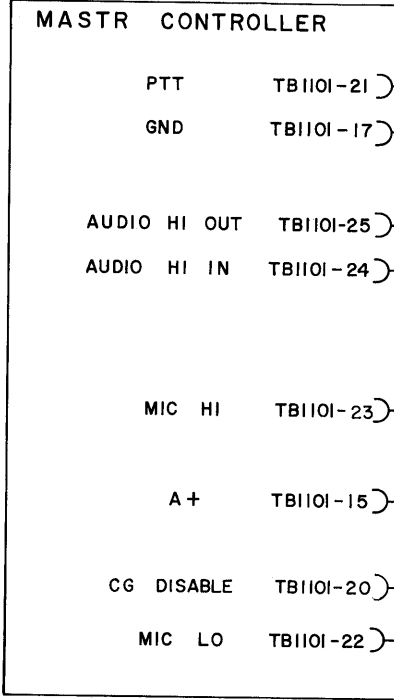 MASTR CONTROLLER
PTT TB1101-21
GND TB1101-17
AUDIO HI OUT TB1101-25
AUDIO HI IN TB1101-24
MIC HI TB1101-23
A+ TB1101-15
CG DISABLE TB1101-20
MIC LO TB1101-22